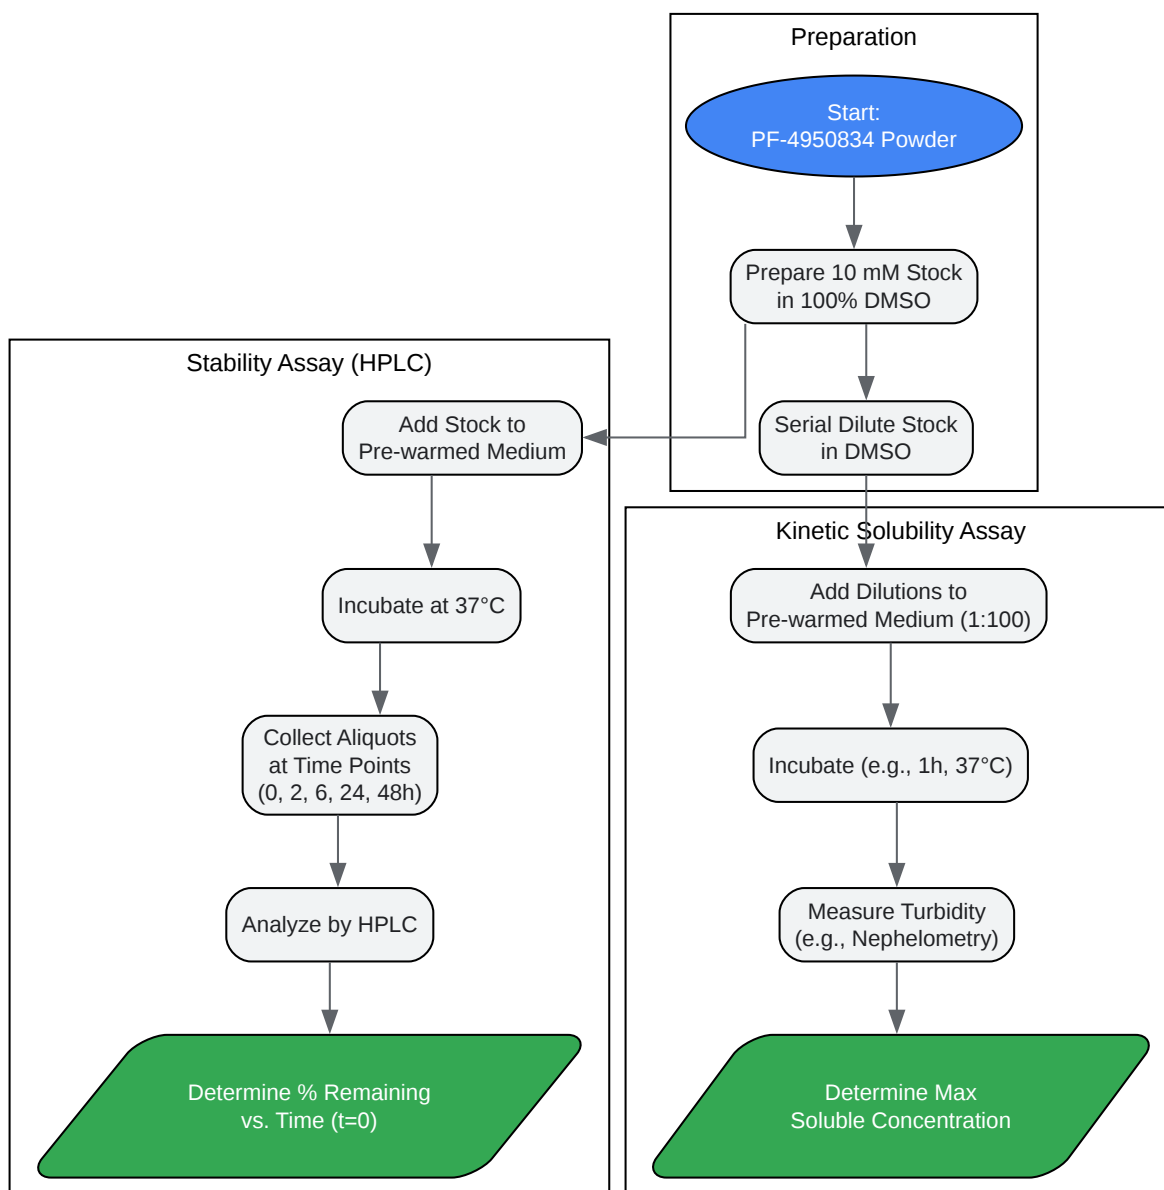 Preparation
Start:
PF-4950834 Powder
Prepare 10 mM Stock
in 100% DMSO
Serial Dilute Stock
in DMSO
Stability Assay (HPLC)
Add Stock to
Pre-warmed Medium
Incubate at 37°C
Collect Aliquots
at Time Points
(0, 2, 6, 24, 48h)
Analyze by HPLC
Determine % Remaining
vs. Time (t=0)
Kinetic Solubility Assay
Add Dilutions to
Pre-warmed Medium (1:100)
Incubate (e.g., 1h, 37°C)
Measure Turbidity
(e.g., Nephelometry)
Determine Max
Soluble Concentration